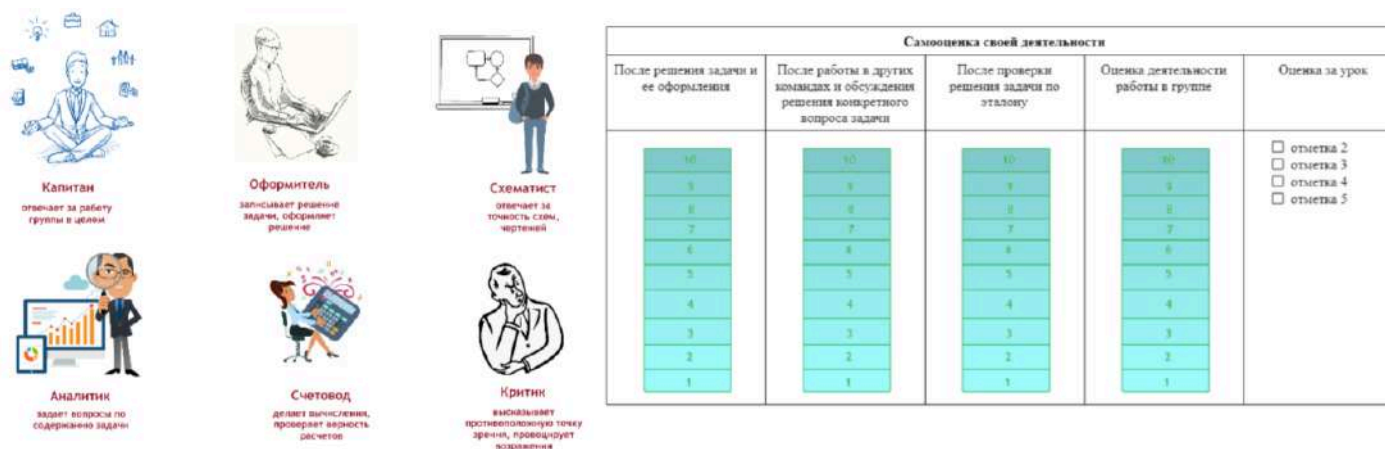 Капитан
отвечает за работу
группы в целом
Оформитель
записывает решение
задачи, оформляет
решение
Схематист
отвечает за
точность схем,
чертежей
Аналитик
задает вопросы по
содержанию задачи
Счетовод
делает вычисления,
проверяет верность
расчетов
Критик
высказывает
противоположную точку
зрения, провоцирует
возражения
Самооценка своей деятельности
После решения задачи и
ее оформления
После работы в других
командах и обсуждения
решения конкретного
вопроса задачи
После проверки
решения задачи по
эталону
Оценка деятельности
работы в группе
Оценка за урок
10
9
8
7
6
5
4
3
2
1
10
9
8
7
6
5
4
3
2
1
10
9
8
7
6
5
4
3
2
1
10
9
8
7
6
5
4
3
2
1
отметка 2
отметка 3
отметка 4
отметка 5